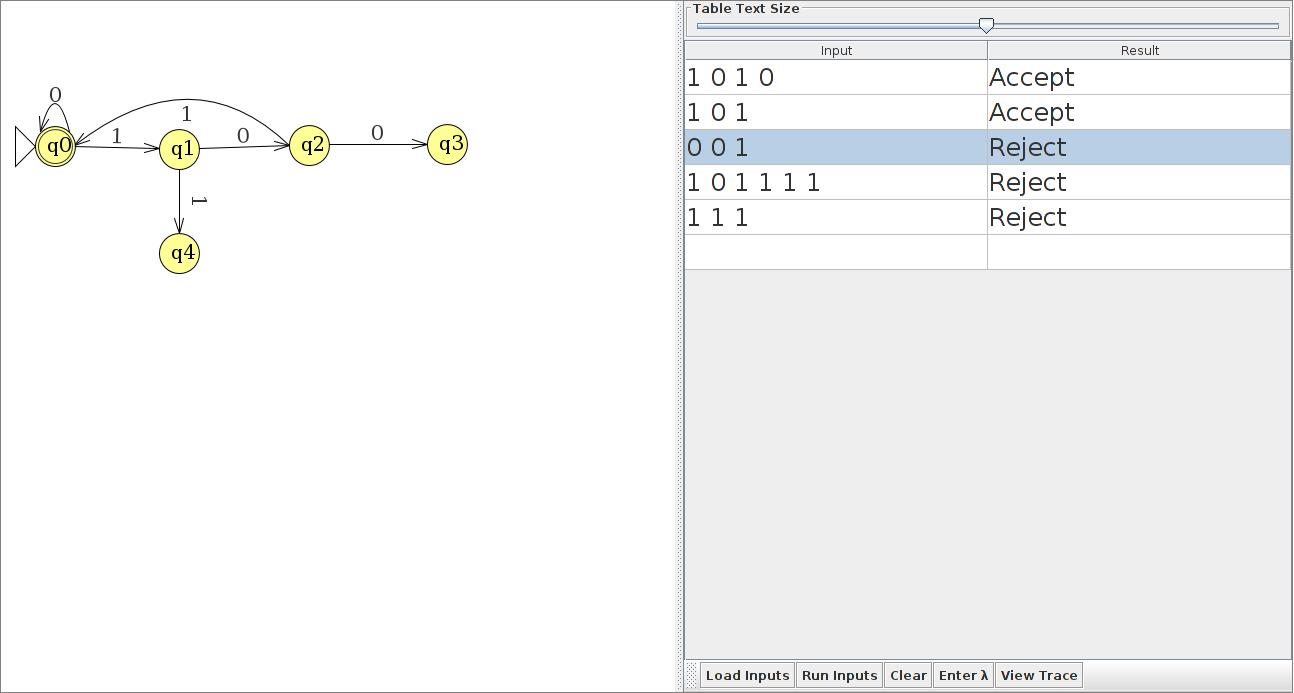 Table Text Size
Input Result
1 0 1 0 Accept
1 0 1 Accept
0 0 1 Reject
1 0 1 1 1 1 Reject
1 1 1 Reject
0
1
1 0 0
q0 q1 q2 q3
1
q4
Load Inputs Run Inputs Clear Enter λ View Trace